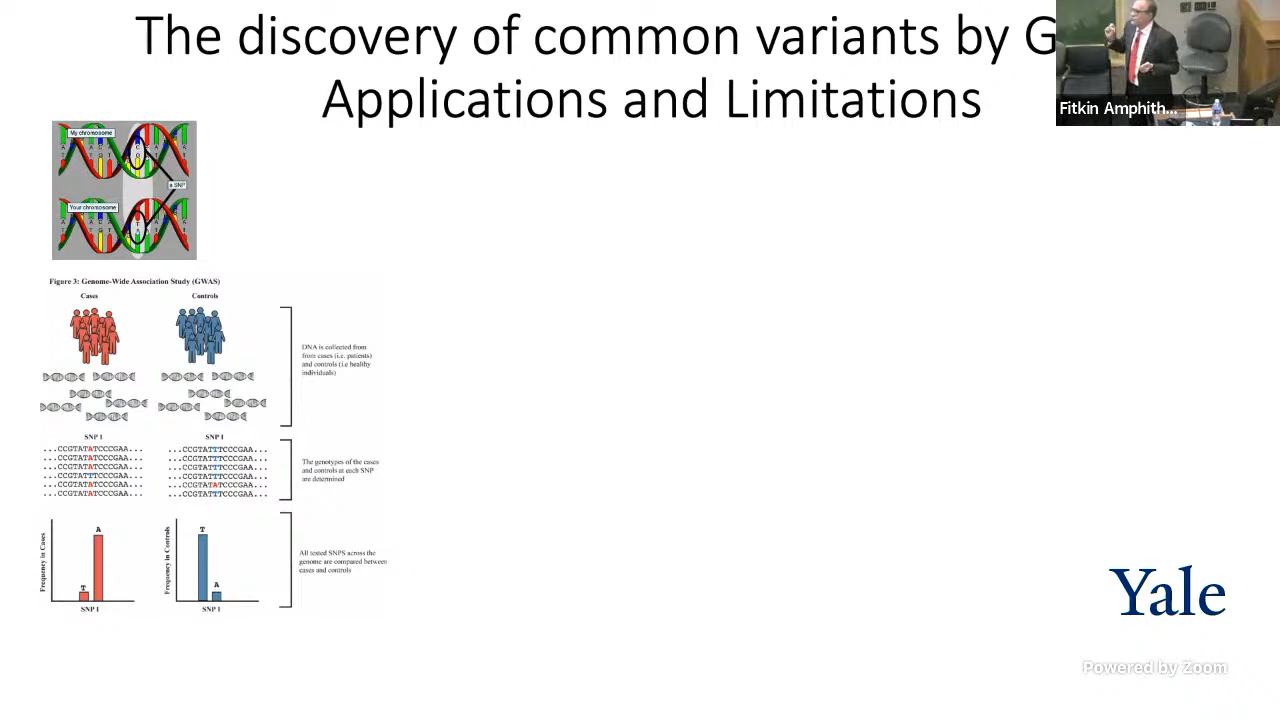 The discovery of common variants by G
Applications and Limitations
Fitkin Amphith...
My chromosome
a SNP
Your chromosome
Figure 3: Genome-Wide Association Study (GWAS)
Cases
Controls
DNA is collected from
from cases (i.e. patients)
and controls (i.e healthy
individuals)
SNP 1
...CCGTATATCCCGAA...
...CCGTATATCCCGAA...
...CCGTATATCCCGAA...
...CCGTATTTCCCGAA...
...CCGTATATCCCGAA...
...CCGTATATCCCGAA...
SNP 1
...CCGTATTTCCCGAA...
...CCGTATTTCCCGAA...
...CCGTATTTCCCGAA...
...CCGTATTTCCCGAA...
...CCGTATATCCCGAA...
...CCGTATTTCCCGAA...
The genotypes of the cases
and controls at each SNP
are determined
Frequency in Cases
T
A
SNP 1
Frequency in Controls
T
A
SNP 1
All tested SNPS across the
genome are compared between
cases and controls
Yale
Powered by Zoom